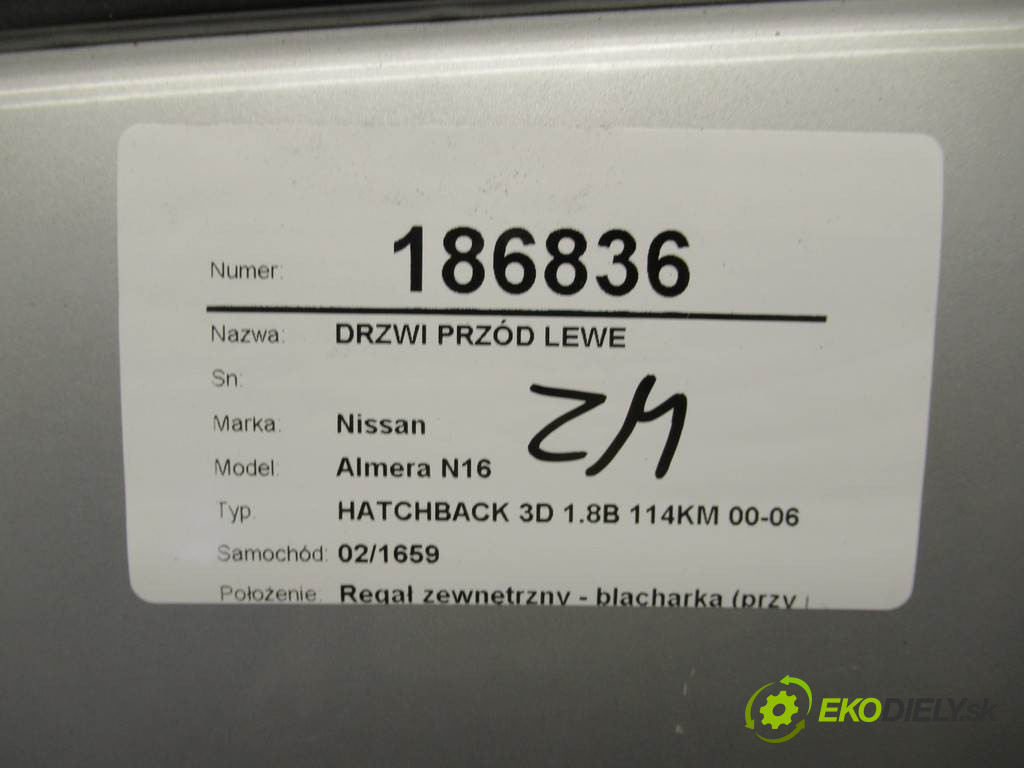 Numer: 186836
Nazwa: DRZWI PRZÓD LEWE
Sn:
Marka: Nissan
Model: Almera N16
Typ: HATCHBACK 3D 1.8B 114KM 00-06
Samochód: 02/1659
Położenie: Regał zewnętrzny - blacharka (przy
EKODIELY.sk